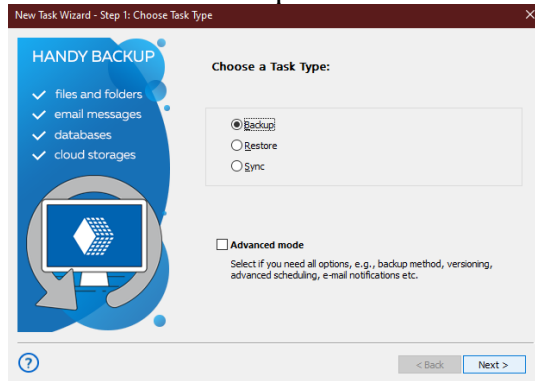 New Task Wizard - Step 1: Choose Task Type
HANDY BACKUP
files and folders
email messages
databases
cloud storages
Choose a Task Type:
Backup
Restore
Sync
Advanced mode
Select if you need all options, e.g., backup method, versioning,
advanced scheduling, e-mail notifications etc.
?
< Back
Next >